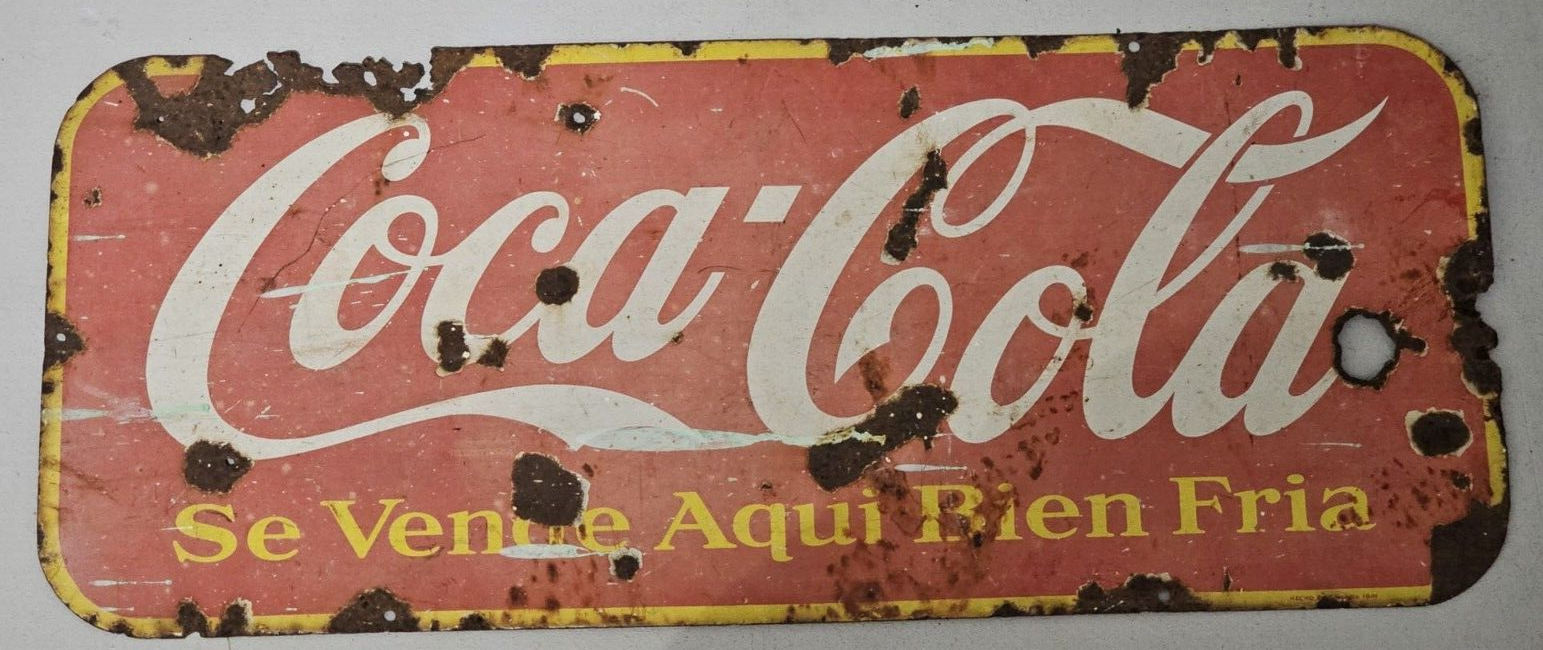 Coca-Cola
Se Vende Aqui Bien Fria